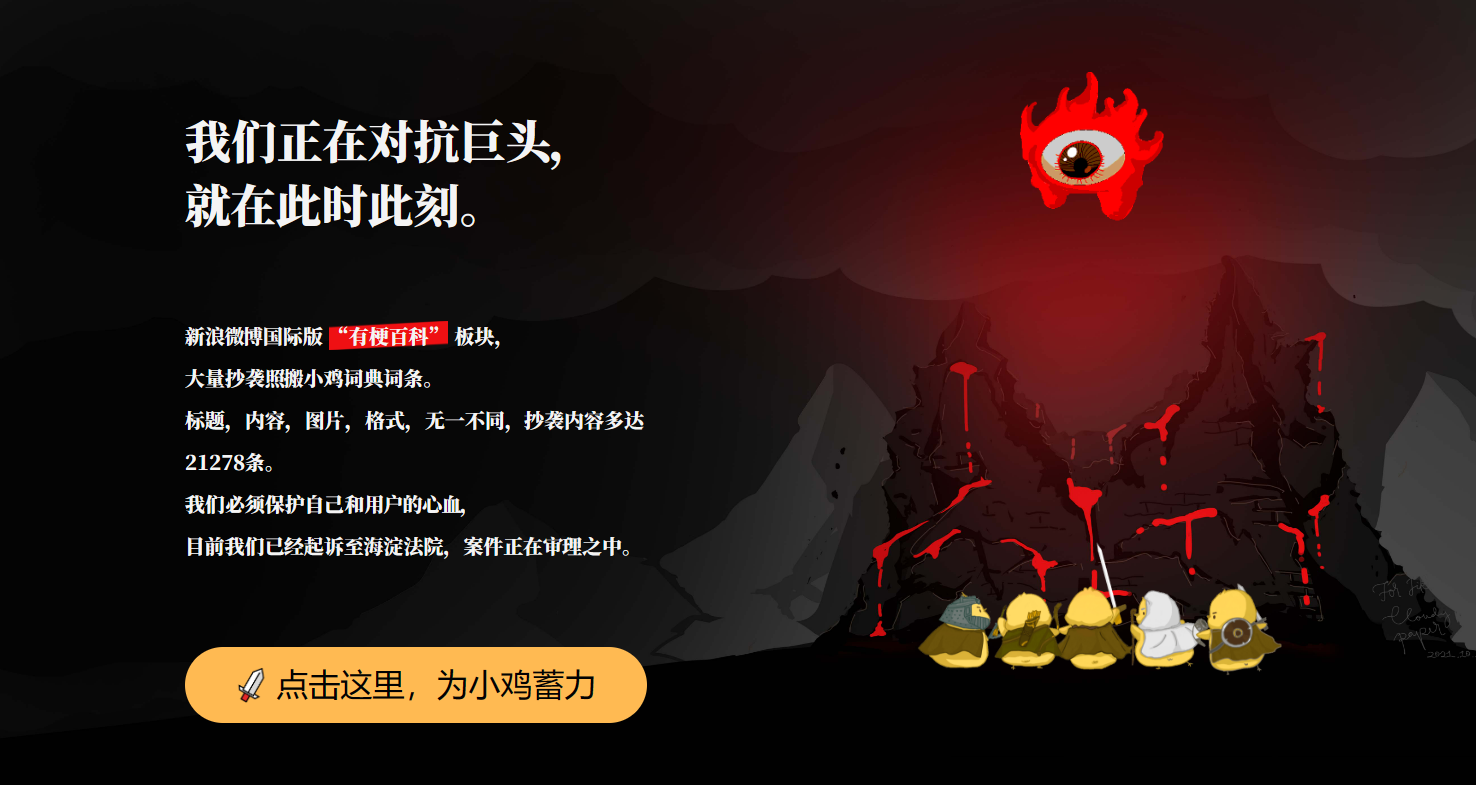 我们正在对抗巨头，
就在此时此刻。
新浪微博国际版 “有梗百科” 板块，
大量抄袭照搬小鸡词典词条。
标题，内容，图片，格式，无一不同，抄袭内容多达
21278条。
我们必须保护自己和用户的心血，
目前我们已经起诉至海淀法院，案件正在审理之中。
点击这里，为小鸡蓄力
cloudy
paper
2021.10